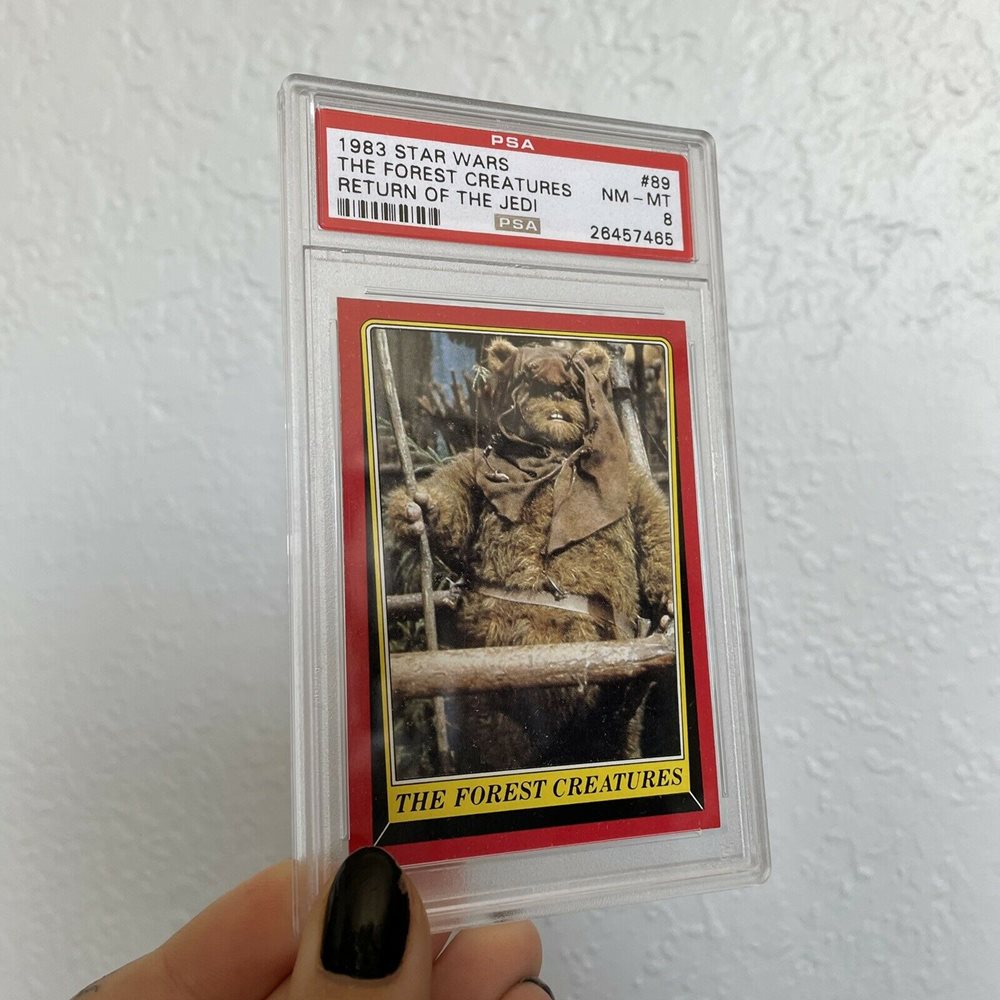 PSA
1983 STAR WARS #89
THE FOREST CREATURES NM-MT
RETURN OF THE JEDI 8
PSA 26457465
THE FOREST CREATURES